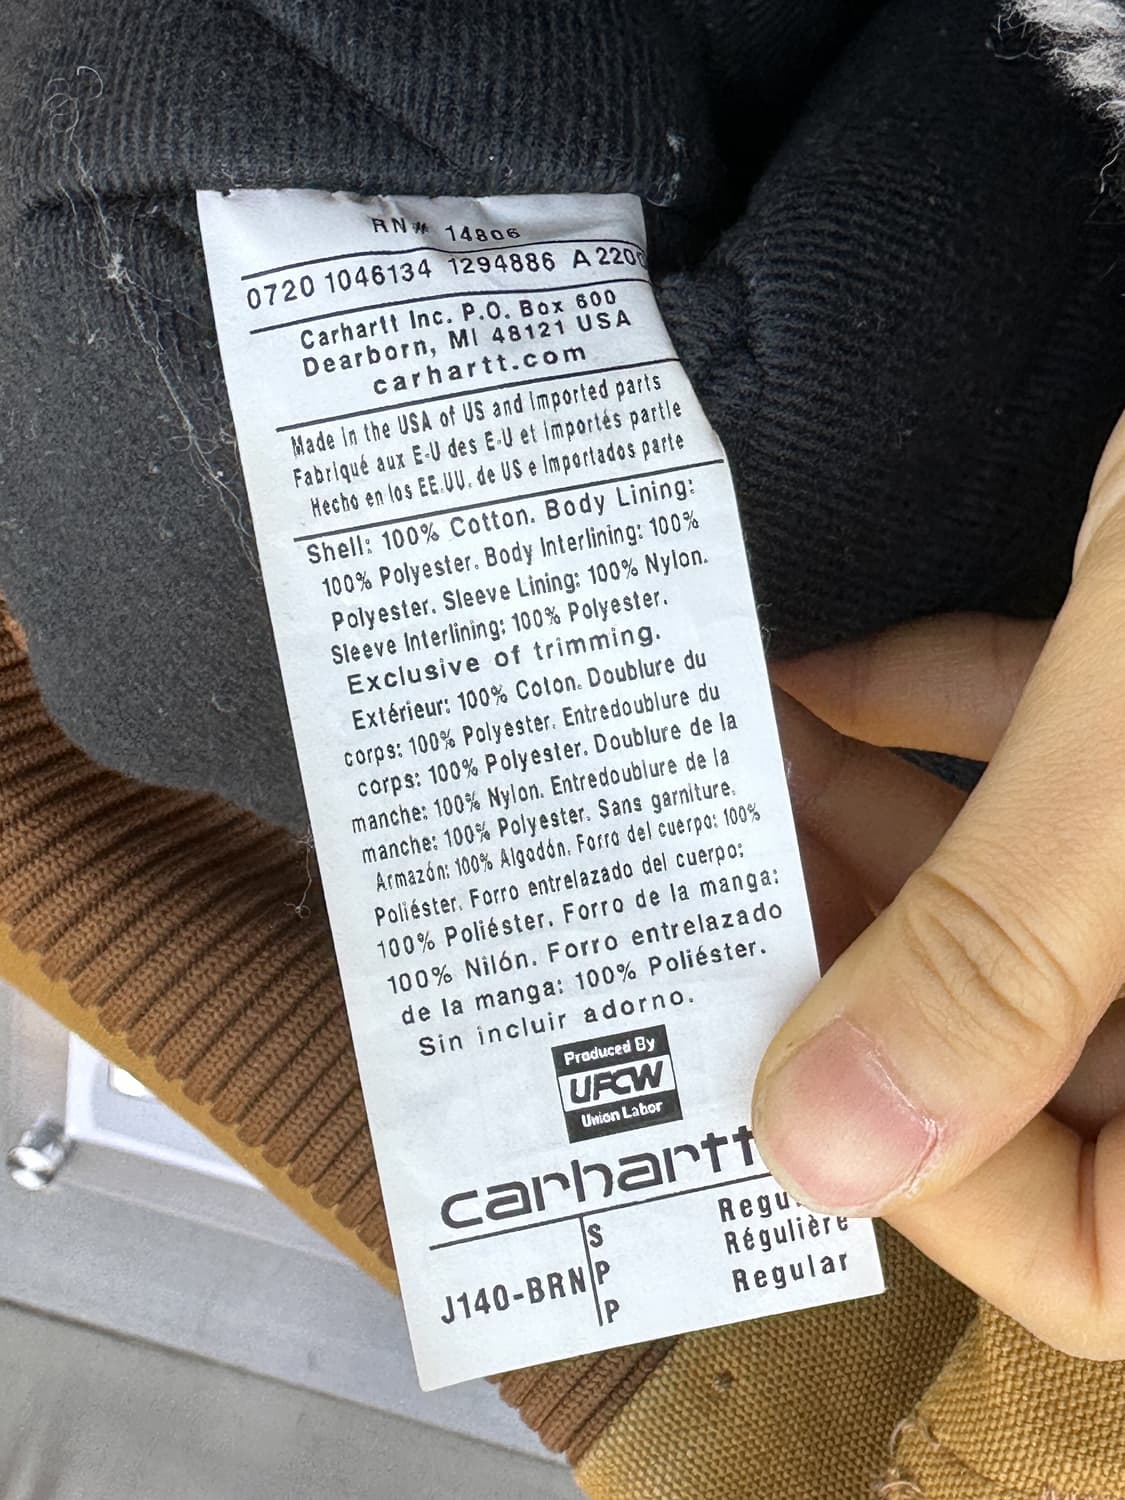 RN# 14806
0720 1046134 1294886 A 220
Carhartt Inc. P.O. Box 600
Dearborn, MI 48121 USA
carhartt.com
Made in the USA of US and Imported parts
Fabriqué aux E-U des E-U et importés partie
Hecho en los EE.UU. de US e Importados parte
Shell: 100% Cotton. Body Lining:
100% Polyester. Body Interlining: 100%
Polyester. Sleeve Lining: 100% Nylon.
Sleeve Interlining: 100% Polyester.
Exclusive of trimming.
Extérieur: 100% Coton. Doublure du
corps: 100% Polyester. Entredoublure du
corps: 100% Polyester. Doublure de la
manche: 100% Nylon. Entredoublure de la
manche: 100% Polyester. Sans garniture.
Armazón: 100% Algodón. Forro del cuerpo: 100%
Poliéster. Forro entrelazado del cuerpo:
100% Poliéster. Forro de la manga:
100% Nilón. Forro entrelazado
de la manga: 100% Poliéster.
Sin incluir adorno.
Produced By
UFCW
Union Labor
carhartt
J140-BRN
S Regu
P Régulière
P Regular